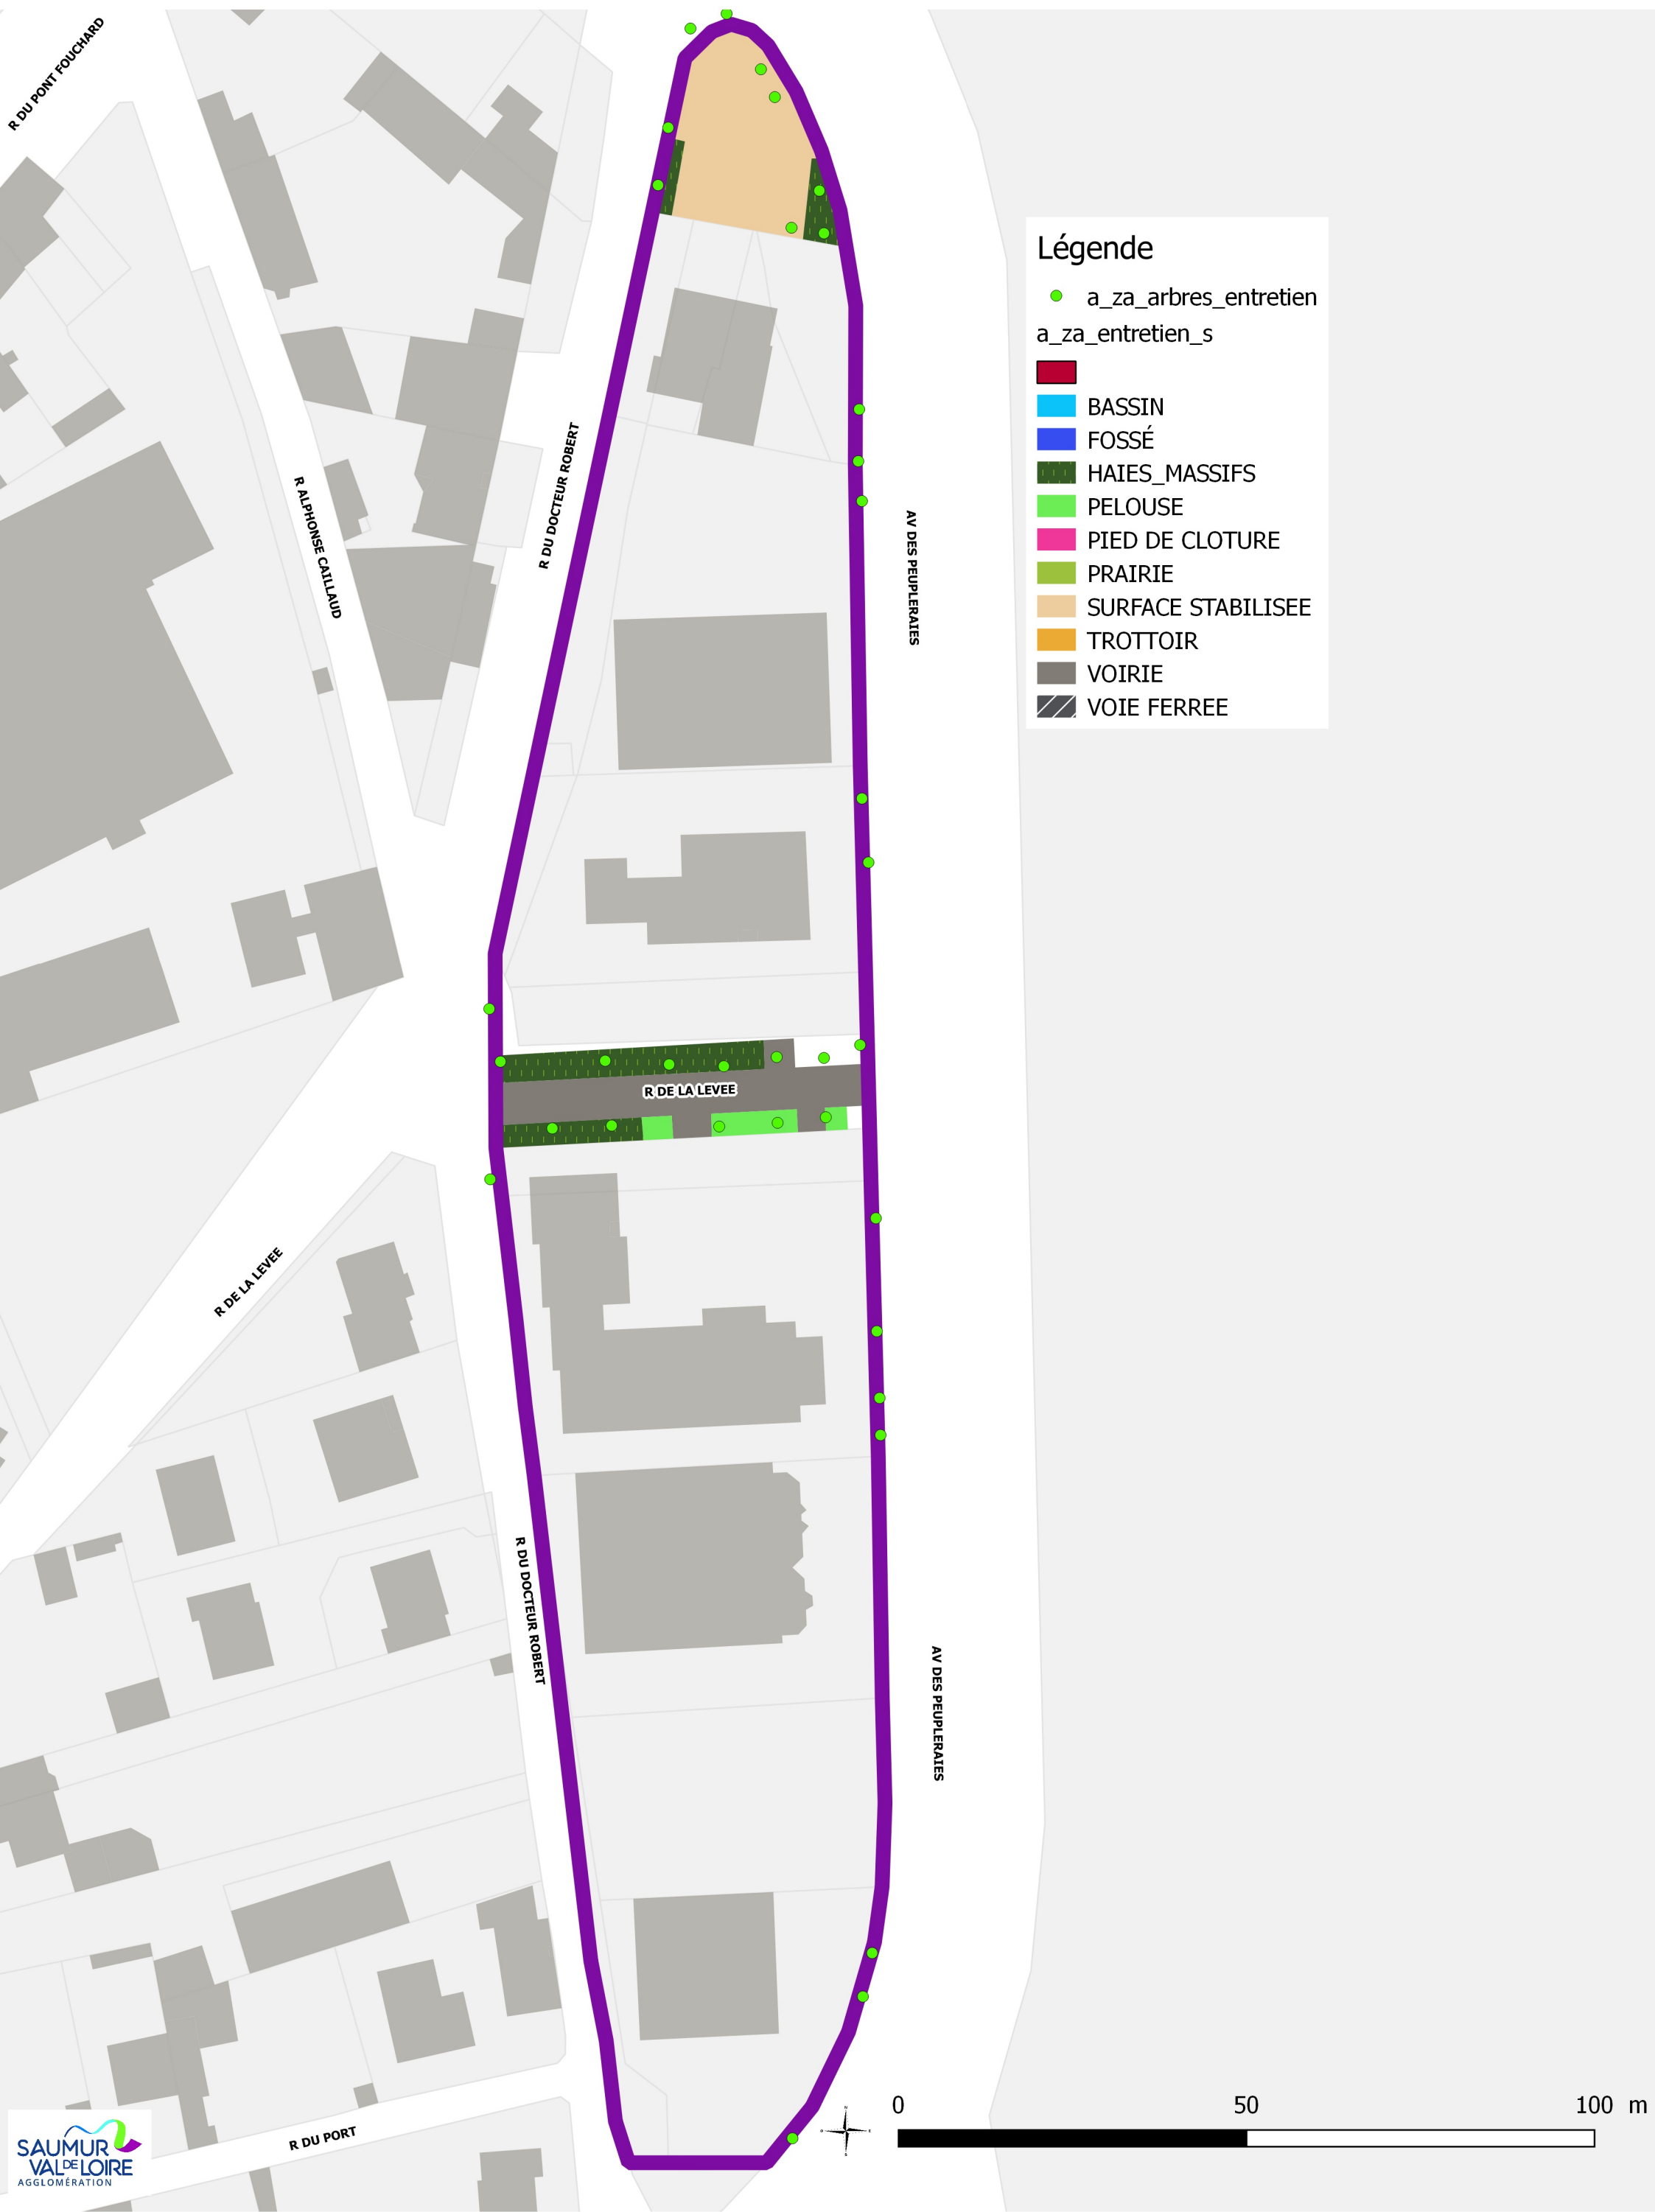 R DU PONT FOUCHARD
Légende
a_za_arbres_entretien
a_za_entretien_s
BASSIN
FOSSÉ
HAIES_MASSIFS
PELOUSE
PIED DE CLOTURE
PRAIRIE
SURFACE STABILISEE
TROTTOIR
VOIRIE
VOIE FERREE
R DU DOCTEUR ROBERT
R ALPHONSE CAILLAUD
AV DES PEUPLERAIES
R DE LA LEVEE
R DE LA LEVEE
R DU DOCTEUR ROBERT
AV DES PEUPLERAIES
0 50 100 m
R DU PORT
SAUMUR
VAL DE LOIRE
AGGLOMÉRATION